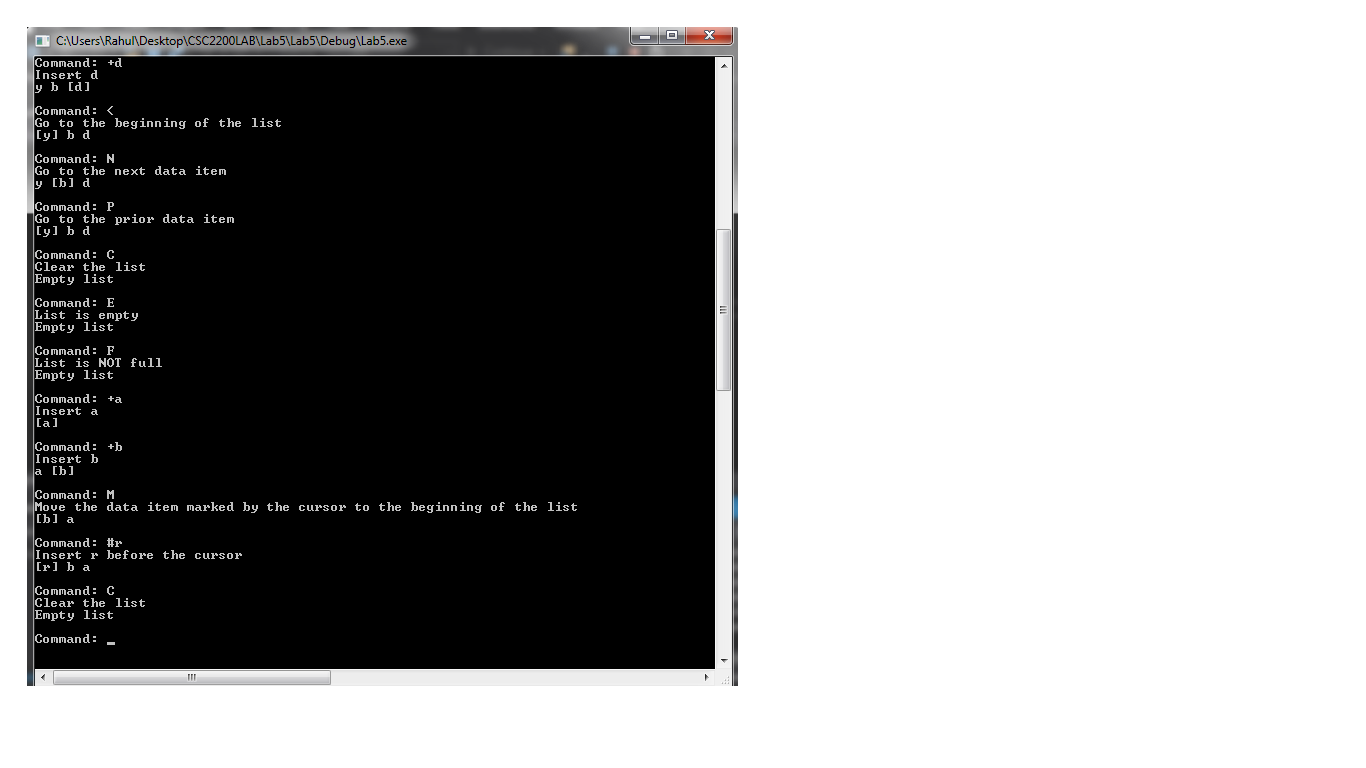 C:\Users\Rahul\Desktop\CSC2200LAB\Lab5\Lab5\Debug\Lab5.exe
Command: +d
Insert d
y b [d]
Command: <
Go to the beginning of the list
[y] b d
Command: N
Go to the next data item
y [b] d
Command: P
Go to the prior data item
[y] b d
Command: C
Clear the list
Empty list
Command: E
List is empty
Empty list
Command: F
List is NOT full
Empty list
Command: +a
Insert a
[a]
Command: +b
Insert b
a [b]
Command: M
Move the data item marked by the cursor to the beginning of the list
[b] a
Command: #r
Insert r before the cursor
[r] b a
Command: C
Clear the list
Empty list
Command: _